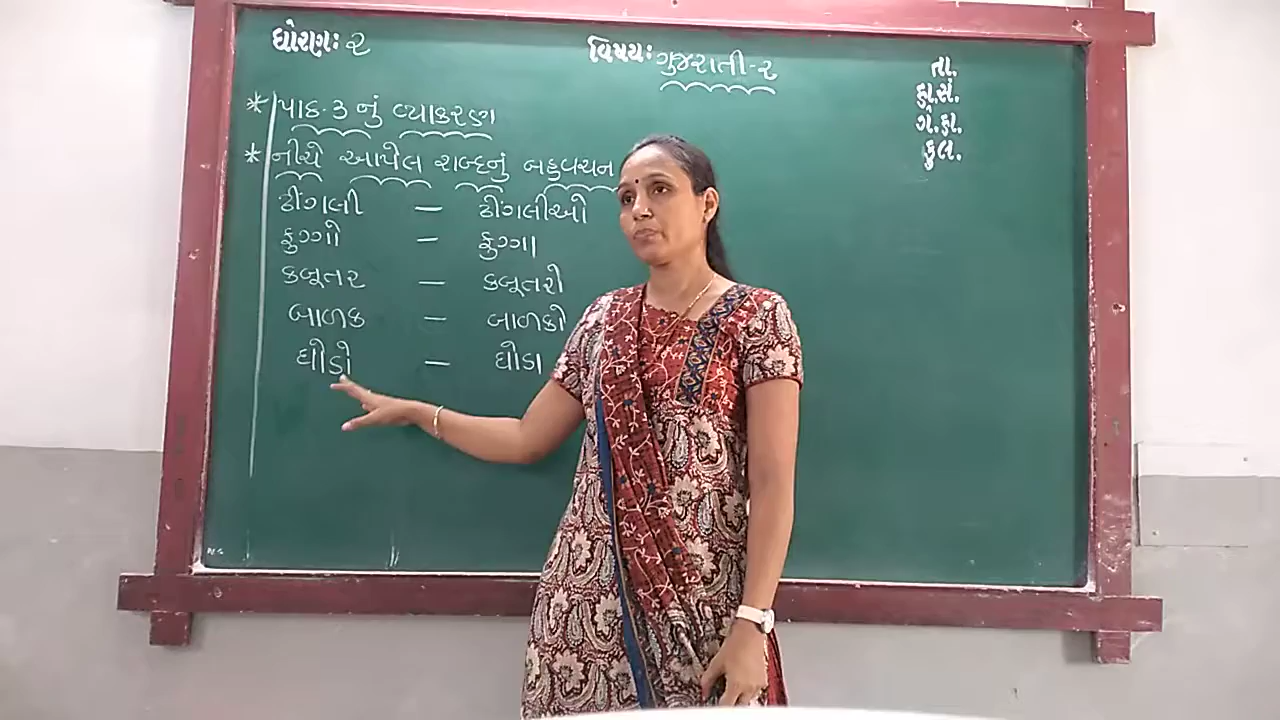 ધોરણઃ ૨
વિષયઃ ગુજરાતી-૨
તા.
હા.સં.
ગે.હા.
કુલ.
* પાઠ-૩ નું વ્યાકરણ
* નીચે આપેલ શબ્દનું બહુવચન
ઢીંગલી — ઢીંગલીઓ
ફુગ્ગો — ફુગ્ગા
કબૂતર — કબૂતરો
બાળક — બાળકો
ઘોડો — ઘોડા